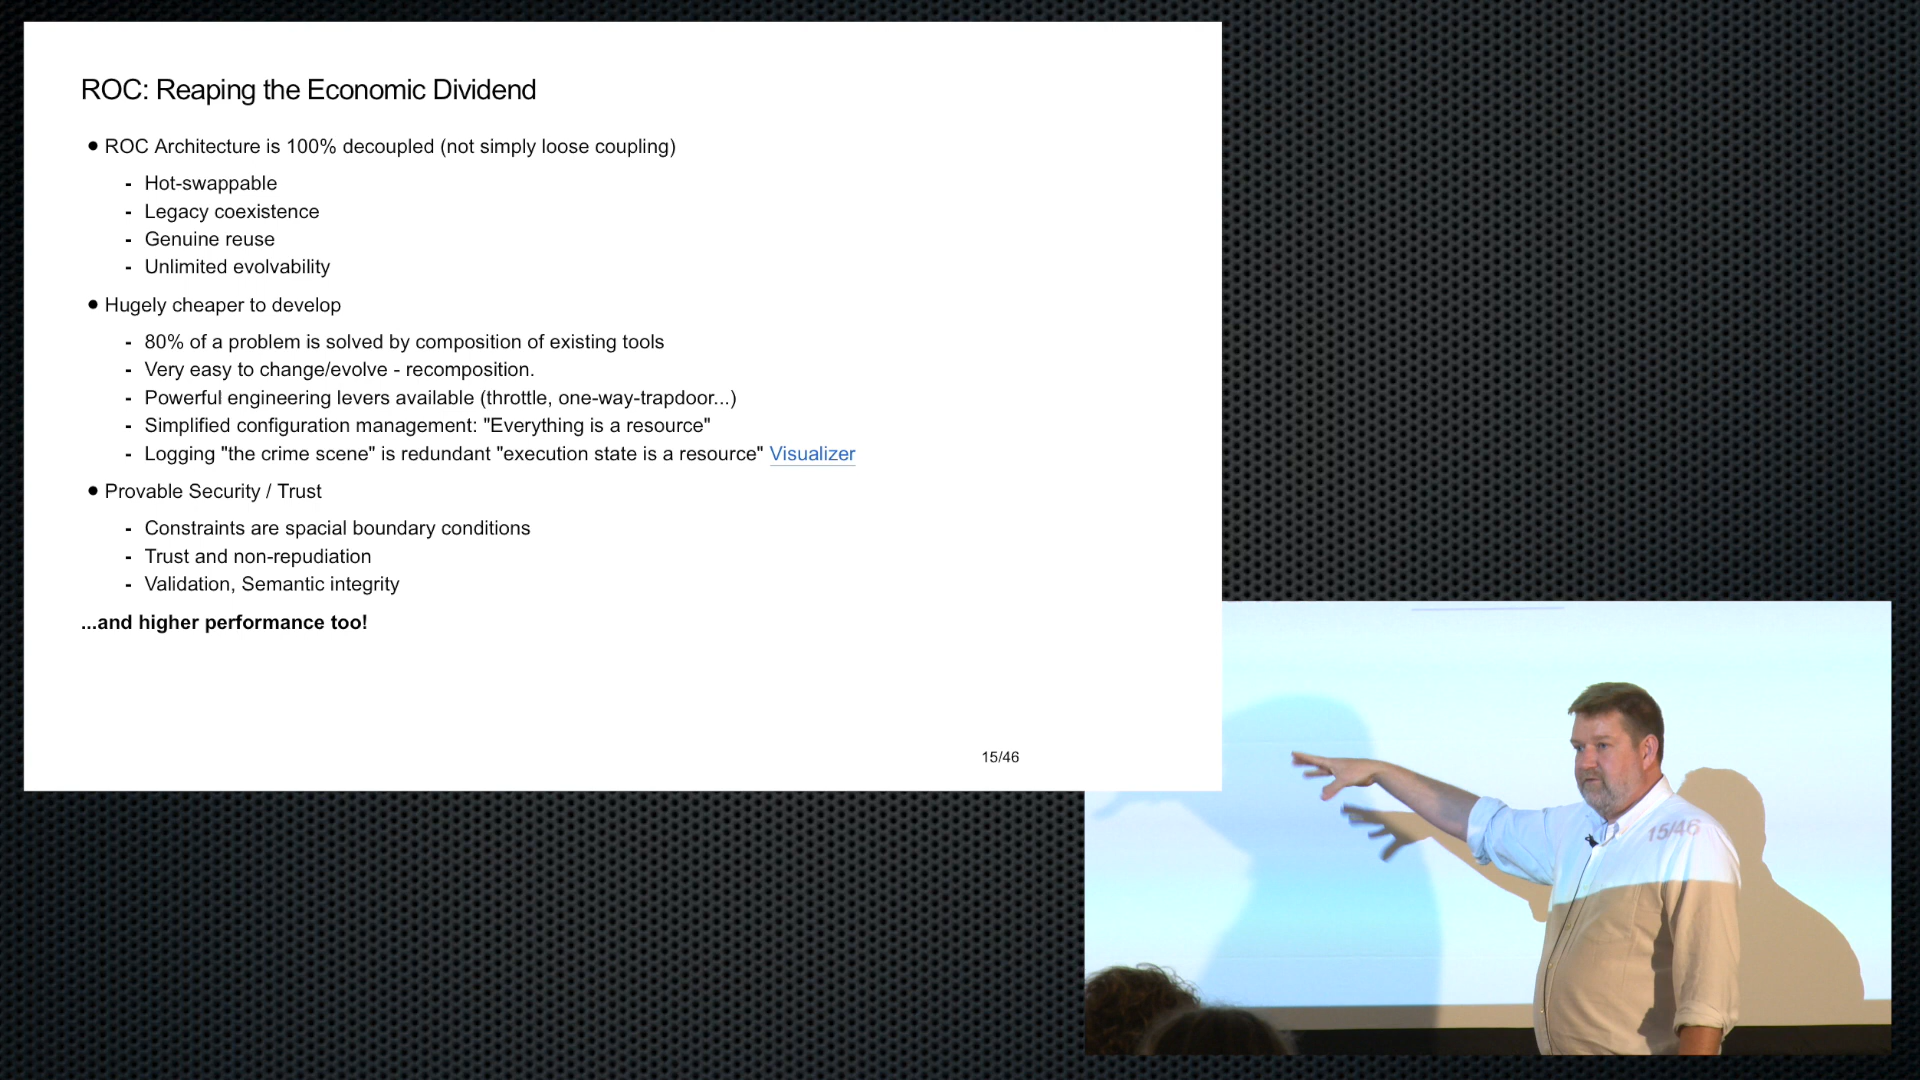 ROC: Reaping the Economic Dividend
● ROC Architecture is 100% decoupled (not simply loose coupling)
- Hot-swappable
- Legacy coexistence
- Genuine reuse
- Unlimited evolvability
● Hugely cheaper to develop
- 80% of a problem is solved by composition of existing tools
- Very easy to change/evolve - recomposition.
- Powerful engineering levers available (throttle, one-way-trapdoor...)
- Simplified configuration management: "Everything is a resource"
- Logging "the crime scene" is redundant "execution state is a resource" Visualizer
● Provable Security / Trust
- Constraints are spacial boundary conditions
- Trust and non-repudiation
- Validation, Semantic integrity
...and higher performance too!
15/46
15/46